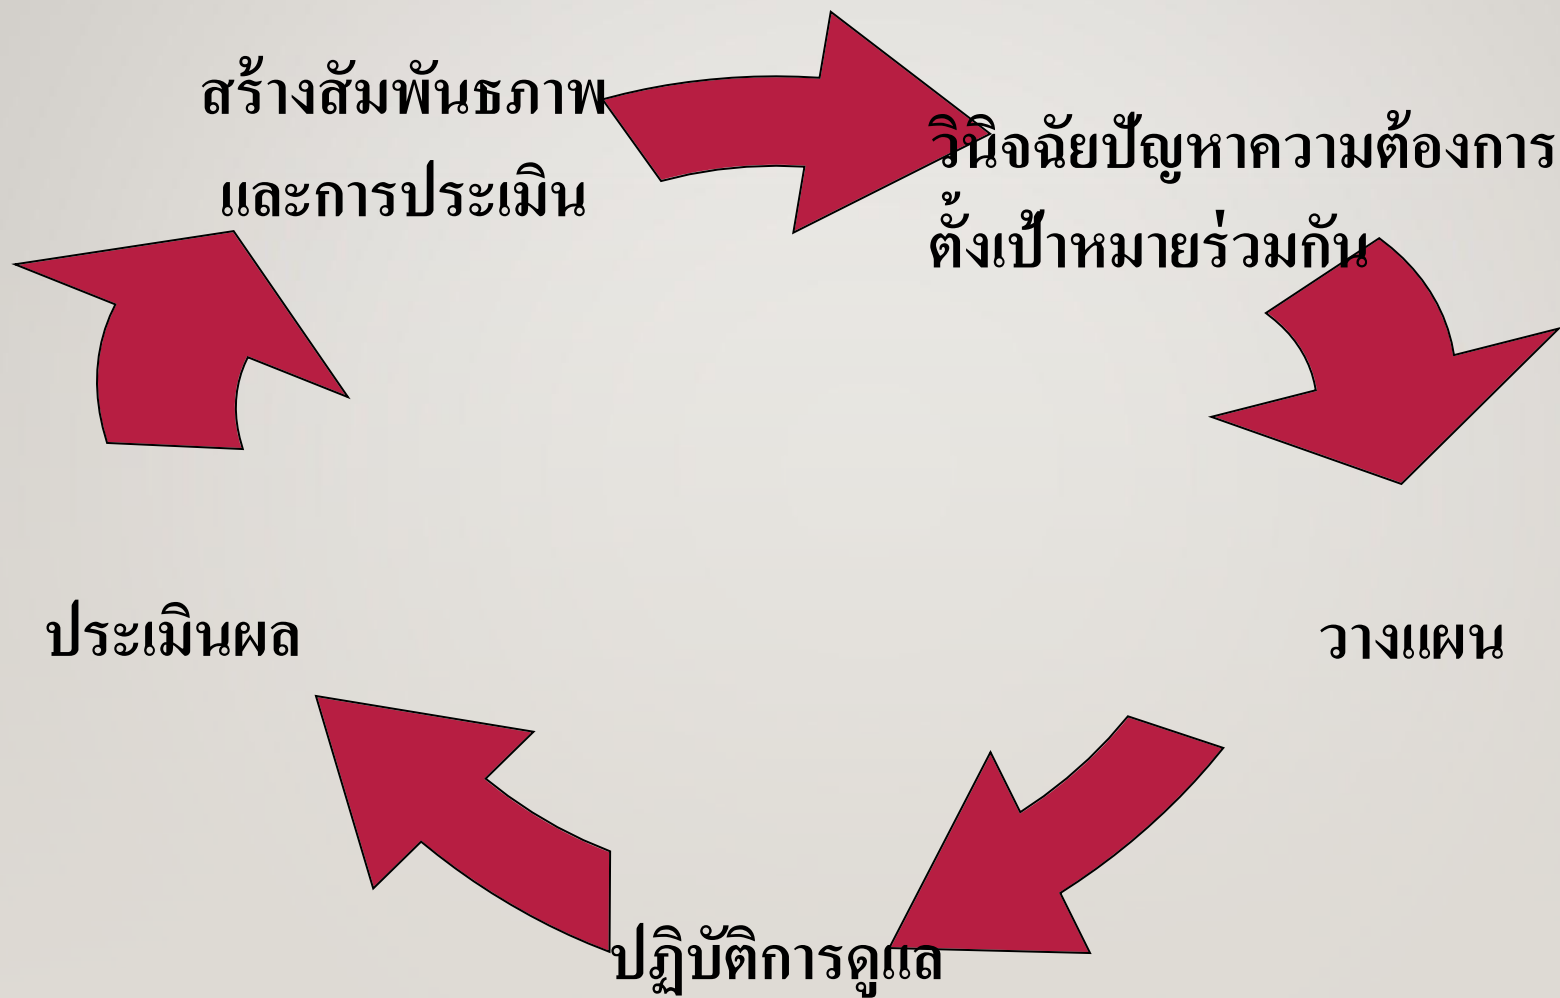 สร้างสัมพันธภาพ
และการประเมิน
วินิจฉัยปัญหาความต้องการ
ตั้งเป้าหมายร่วมกัน
วางแผน
ปฏิบัติการดูแล
ประเมินผล